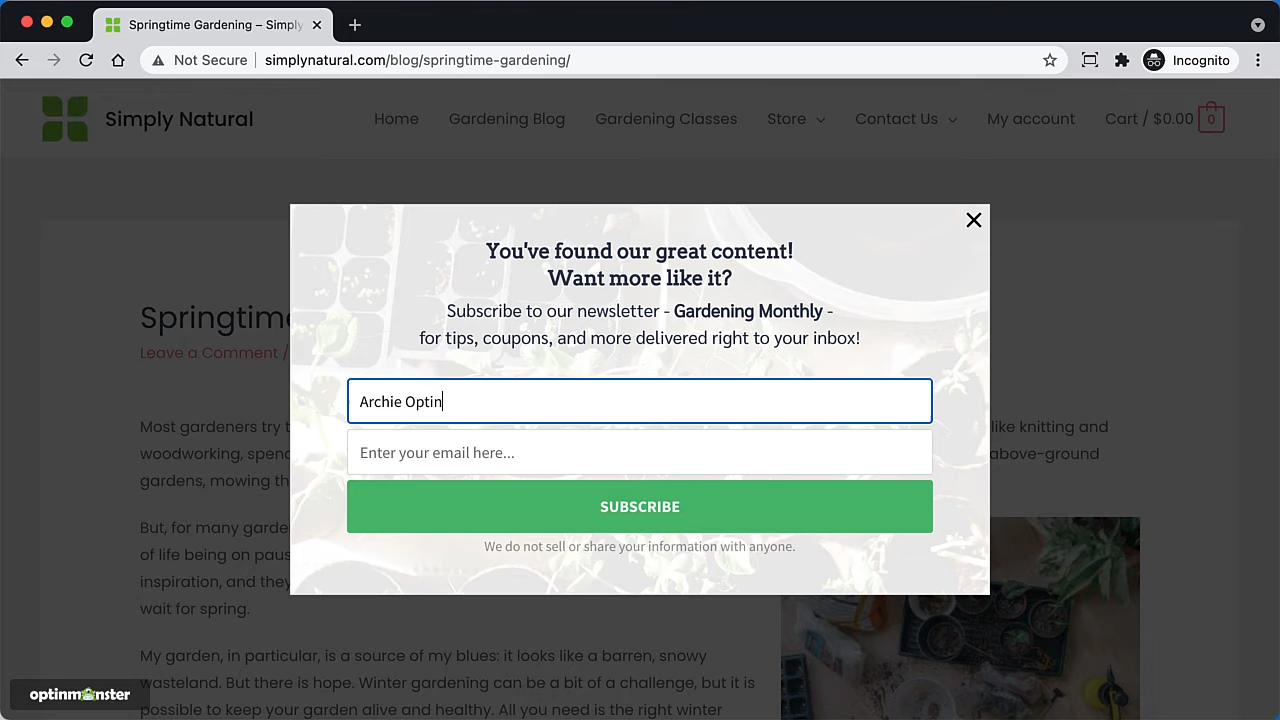 Springtime Gardening – Simply
Not Secure
simplynatural.com/blog/springtime-gardening/
Incognito
Simply Natural
Home
Gardening Blog
Gardening Classes
Store
Contact Us
My account
Cart / $0.00
0
You've found our great content!
Want more like it?
Subscribe to our newsletter - Gardening Monthly -
for tips, coupons, and more delivered right to your inbox!
Archie Optin
Enter your email here...
SUBSCRIBE
We do not sell or share your information with anyone.
Springtime
Leave a Comment /
Most gardeners try t
like knitting and
woodworking, spend
above-ground
gardens, mowing th
But, for many garde
of life being on paus
inspiration, and they
wait for spring.
My garden, in particular, is a source of my blues: it looks like a barren, snowy
wasteland. But there is hope. Winter gardening can be a bit of a challenge, but it is
possible to keep your garden alive and healthy. All you need is the right winter
optinmonster